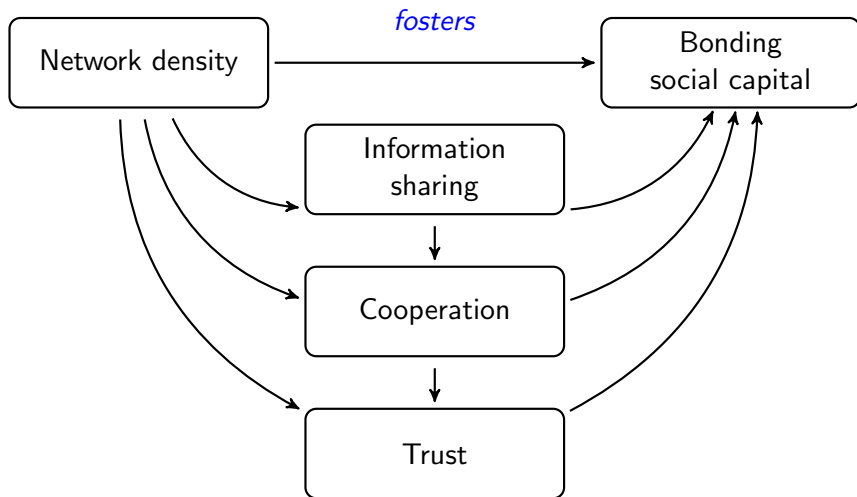 fosters
Network density
Bonding
social capital
Information
sharing
Cooperation
Trust